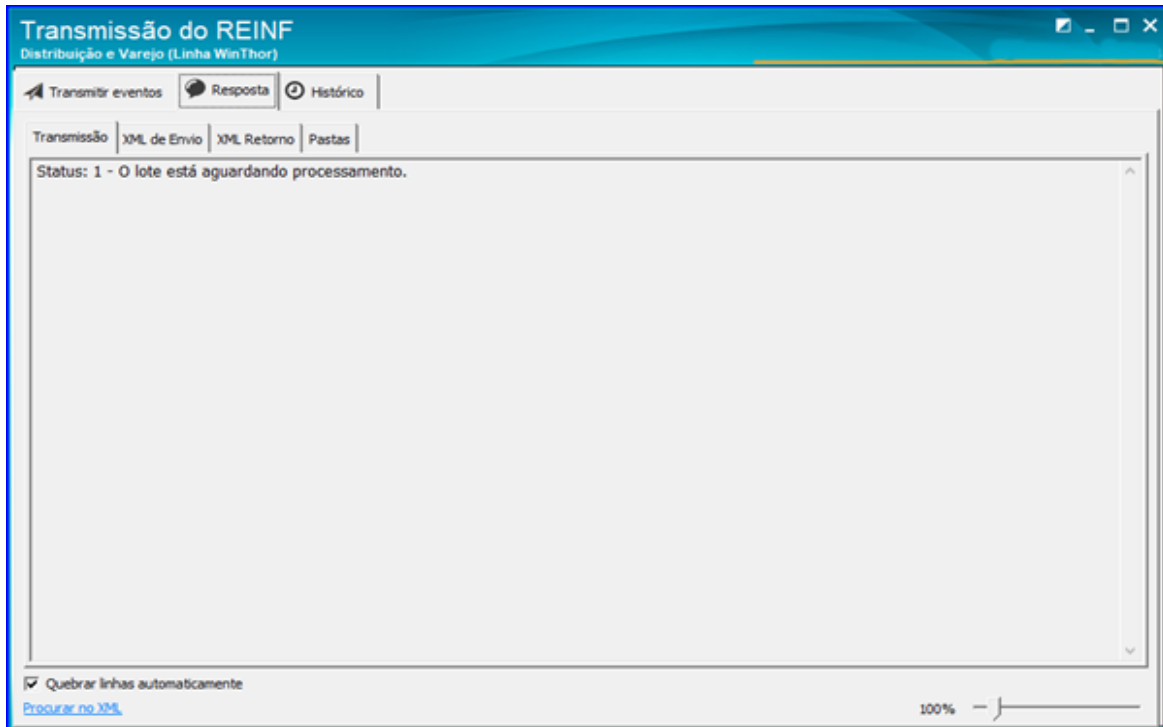 Transmissão do REINF
Distribuição e Varejo (Linha WinThor)
Transmitir eventos Resposta Histórico
Transmissão XML de Envio XML Retorno Pastas
Status: 1 - O lote está aguardando processamento.
Quebrar linhas automaticamente
Procurar no XML
100%